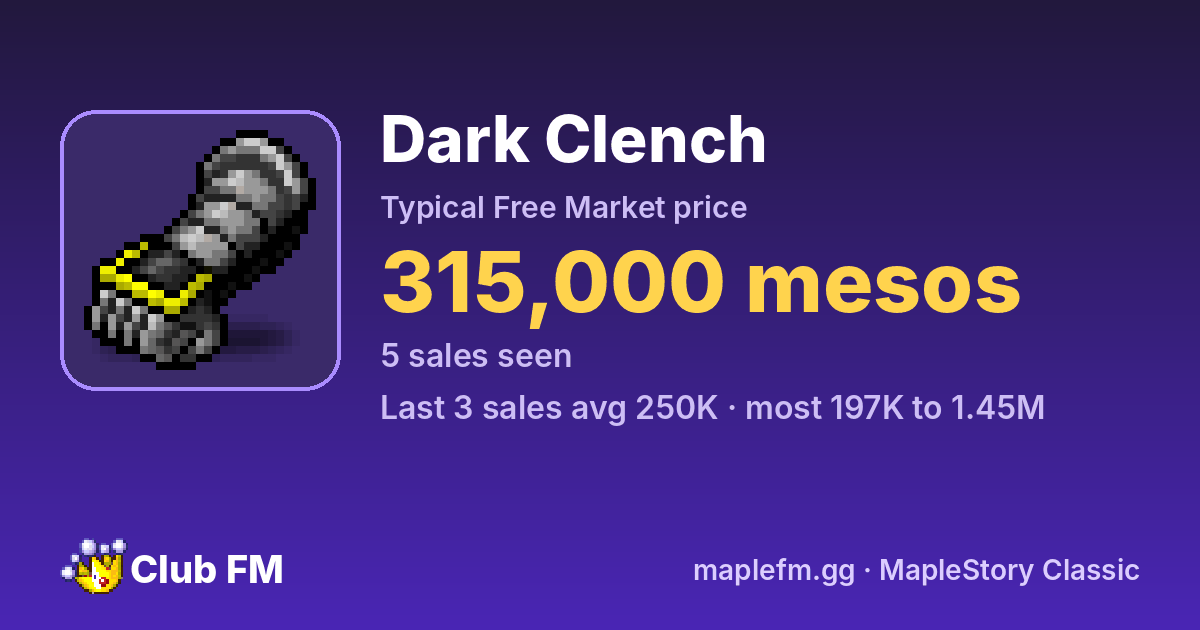 Dark Clench
Typical Free Market price
315,000 mesos
5 sales seen
Last 3 sales avg 250K · most 197K to 1.45M
Club FM
maplefm.gg · MapleStory Classic